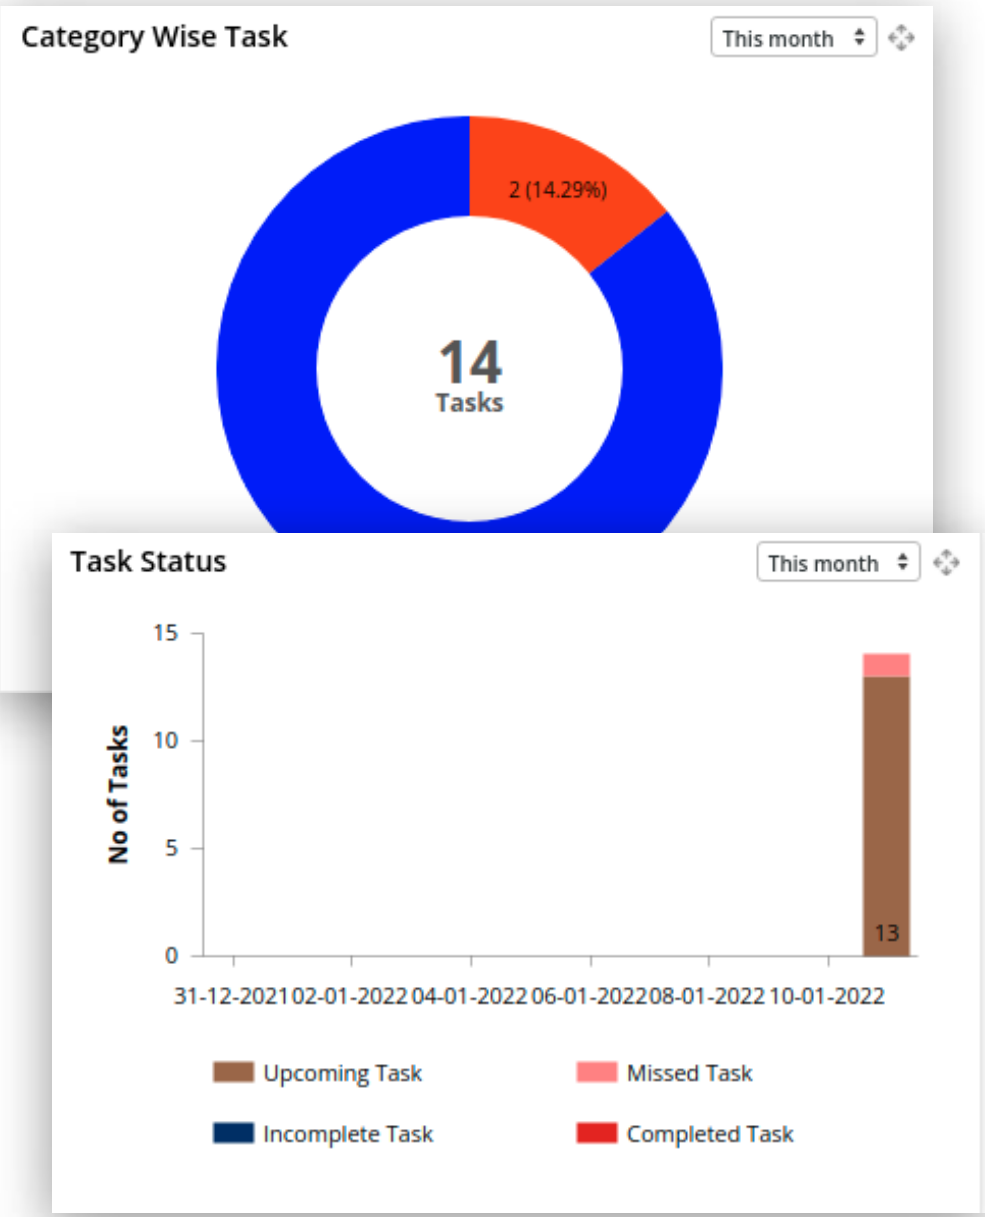 Category Wise Task
This month
2 (14.29%)
14
Tasks
Task Status
This month
15
10
5
0
No of Tasks
13
31-12-2021 02-01-2022 04-01-2022 06-01-2022 08-01-2022 10-01-2022
Upcoming Task Missed Task
Incomplete Task Completed Task